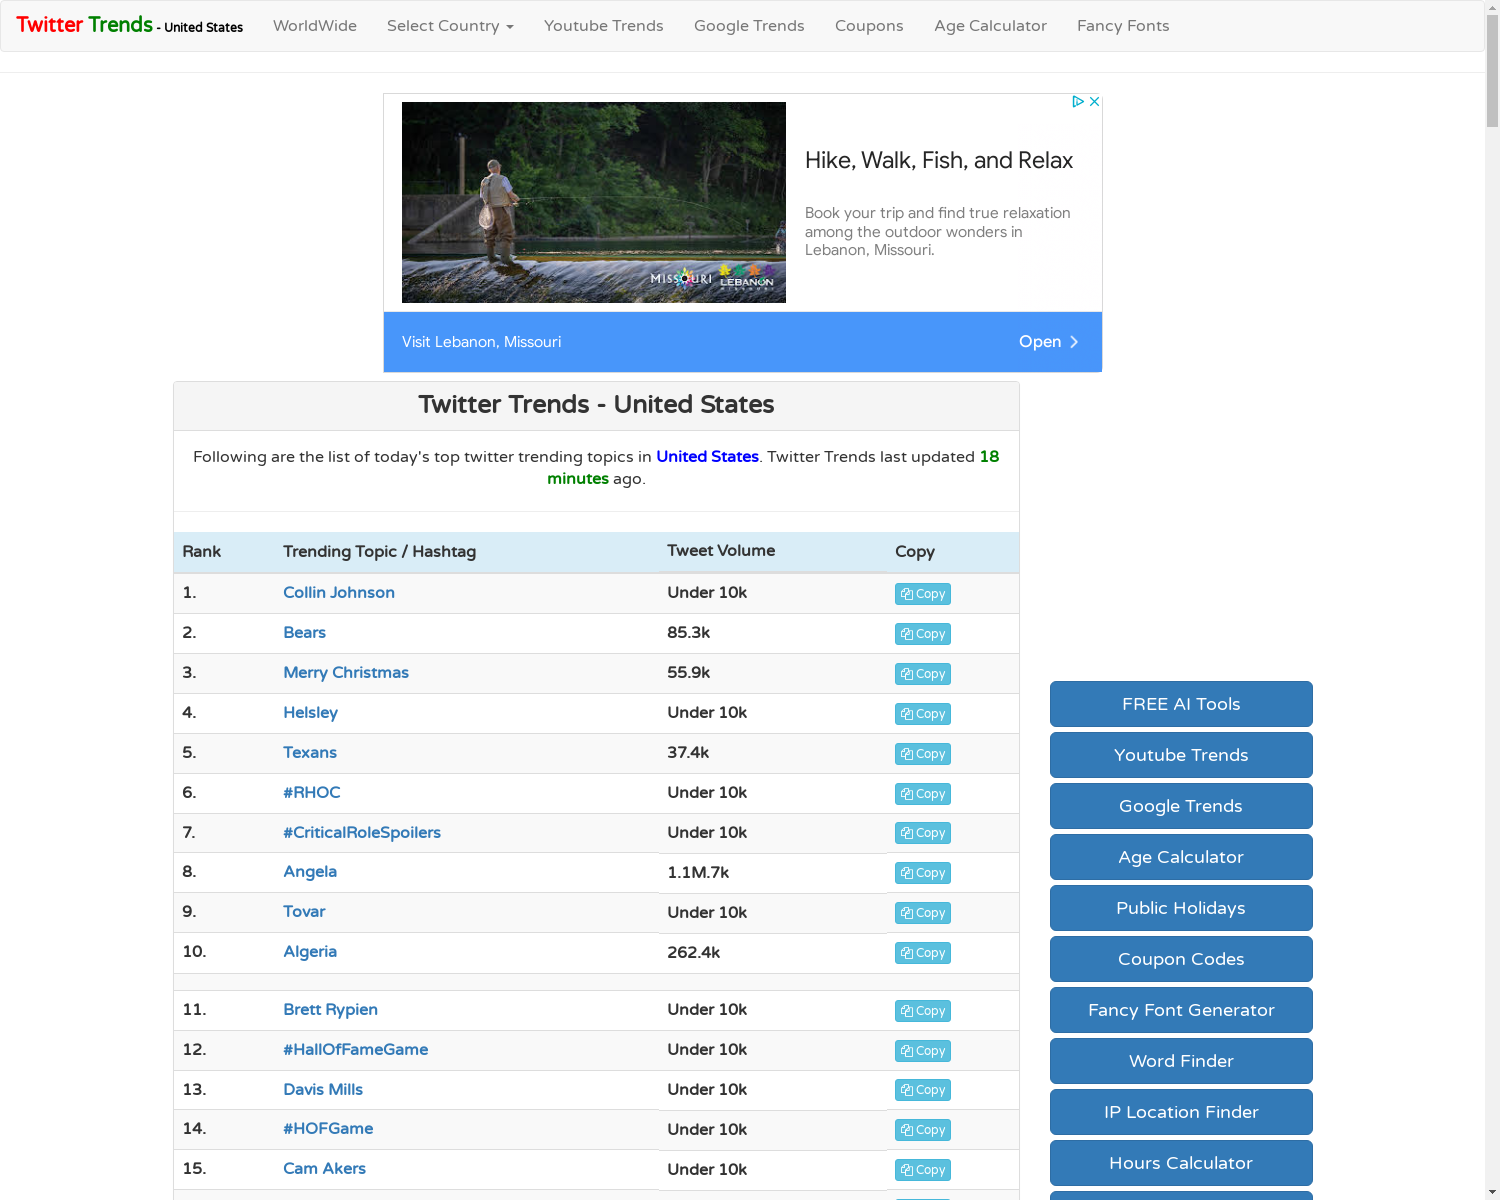 Twitter Trends - United States
WorldWide
Select Country
Youtube Trends
Google Trends
Coupons
Age Calculator
Fancy Fonts
MISSOURI
LEBANON
MISSOURI
Hike, Walk, Fish, and Relax
Book your trip and find true relaxation
among the outdoor wonders in
Lebanon, Missouri.
Visit Lebanon, Missouri
Open
Twitter Trends - United States
Following are the list of today's top twitter trending topics in United States. Twitter Trends last updated 18
minutes ago.
Rank Trending Topic / Hashtag Tweet Volume Copy
1. Collin Johnson Under 10k Copy
2. Bears 85.3k Copy
3. Merry Christmas 55.9k Copy
4. Helsley Under 10k Copy
5. Texans 37.4k Copy
6. #RHOC Under 10k Copy
7. #CriticalRoleSpoilers Under 10k Copy
8. Angela 1.1M.7k Copy
9. Tovar Under 10k Copy
10. Algeria 262.4k Copy
11. Brett Rypien Under 10k Copy
12. #HallOfFameGame Under 10k Copy
13. Davis Mills Under 10k Copy
14. #HOFGame Under 10k Copy
15. Cam Akers Under 10k Copy
FREE AI Tools
Youtube Trends
Google Trends
Age Calculator
Public Holidays
Coupon Codes
Fancy Font Generator
Word Finder
IP Location Finder
Hours Calculator